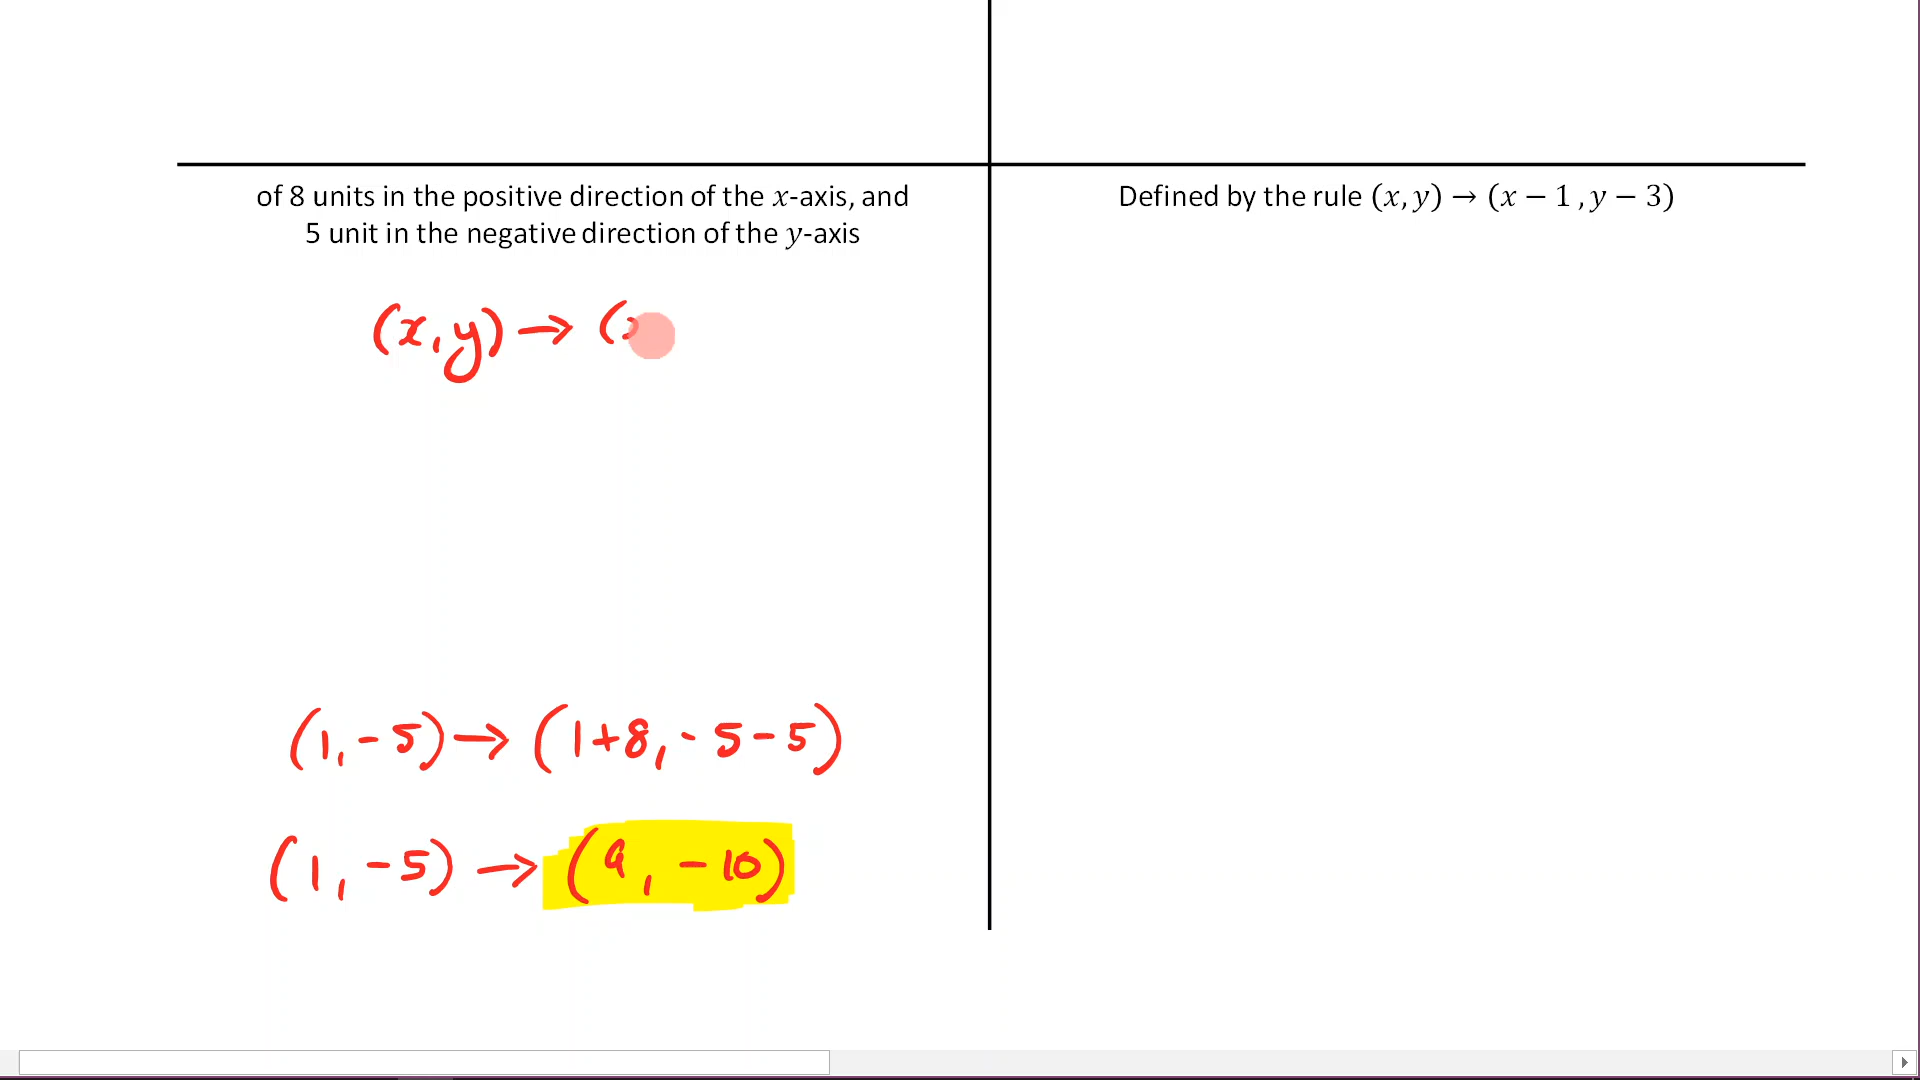 of 8 units in the positive direction of the x-axis, and
5 unit in the negative direction of the y-axis
(x, y) → (x
(1, -5) → (1+8, -5-5)
(1, -5) → (9, -10)
Defined by the rule (x, y) → (x − 1 , y − 3)